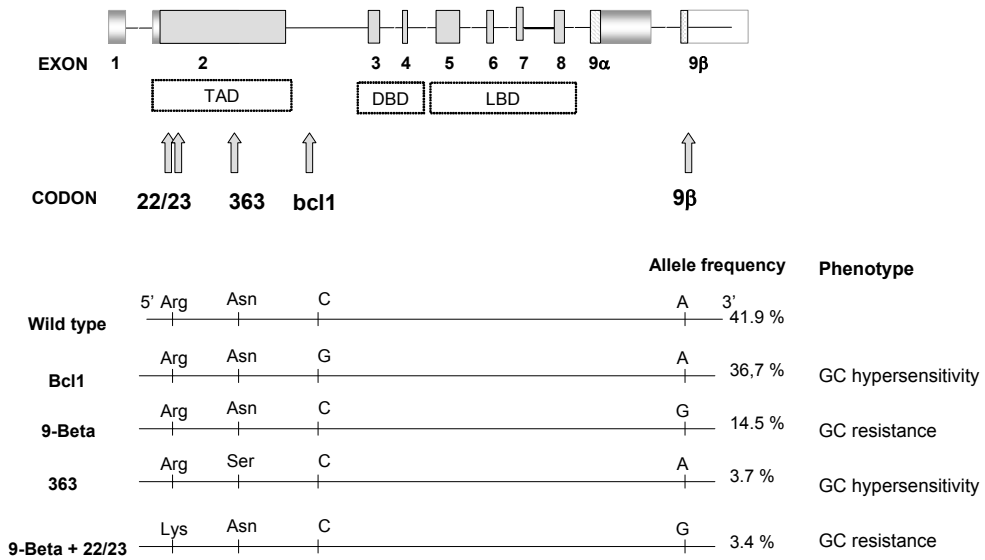 EXON 1 2 3 4 5 6 7 8 9α 9β
TAD DBD LBD
CODON 22/23 363 bcl1 9β
Allele frequency Phenotype
5’ Arg Asn C A 3’
Wild type 41.9 %
Arg Asn G A
Bcl1 36,7 % GC hypersensitivity
Arg Asn C G
9-Beta 14.5 % GC resistance
Arg Ser C A
363 3.7 % GC hypersensitivity
Lys Asn C G
9-Beta + 22/23 3.4 % GC resistance